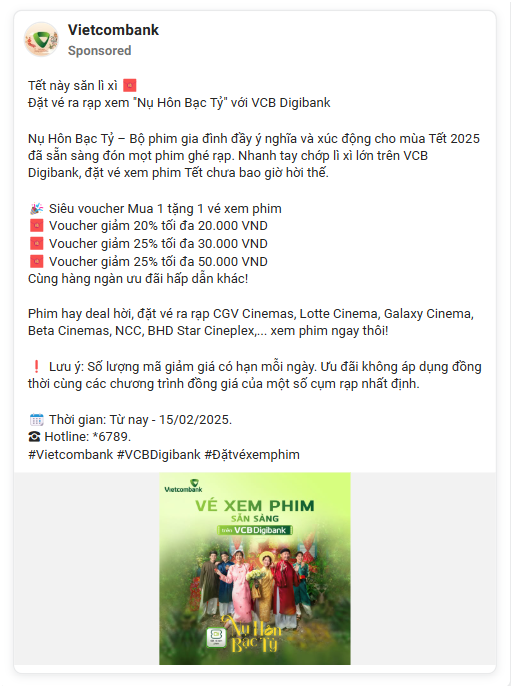 Vietcombank
Sponsored
Tết này săn lì xì 🧧
Đặt vé ra rạp xem "Nụ Hôn Bạc Tỷ" với VCB Digibank
Nụ Hôn Bạc Tỷ – Bộ phim gia đình đầy ý nghĩa và xúc động cho mùa Tết 2025
đã sẵn sàng đón mọt phim ghé rạp. Nhanh tay chớp lì xì lớn trên VCB
Digibank, đặt vé xem phim Tết chưa bao giờ hời thế.
🎉 Siêu voucher Mua 1 tặng 1 vé xem phim
🧧 Voucher giảm 20% tối đa 20.000 VND
🧧 Voucher giảm 25% tối đa 30.000 VND
🧧 Voucher giảm 25% tối đa 50.000 VND
Cùng hàng ngàn ưu đãi hấp dẫn khác!
Phim hay deal hời, đặt vé ra rạp CGV Cinemas, Lotte Cinema, Galaxy Cinema,
Beta Cinemas, NCC, BHD Star Cineplex,... xem phim ngay thôi!
❗ Lưu ý: Số lượng mã giảm giá có hạn mỗi ngày. Ưu đãi không áp dụng đồng
thời cùng các chương trình đồng giá của một số cụm rạp nhất định.
🗓 Thời gian: Từ nay - 15/02/2025.
☎ Hotline: *6789.
#Vietcombank #VCBDigibank #Đặtvéxemphim
Vietcombank
VÉ XEM PHIM
SẴN SÀNG
trên VCB Digibank
Nụ Hôn
Bạc Tỷ